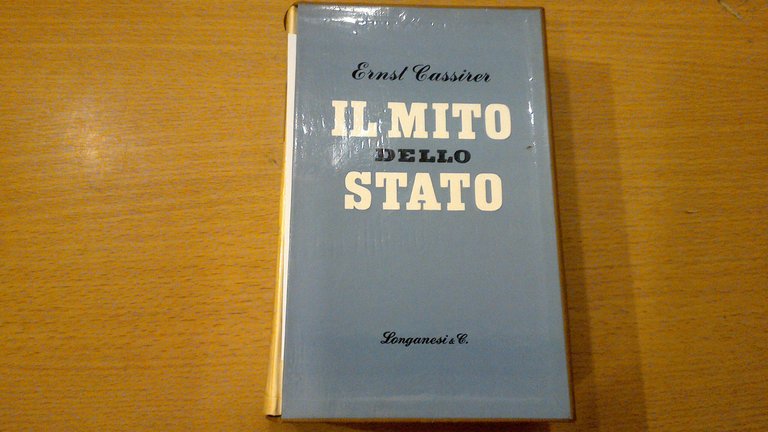 Ernst Cassirer
IL MITO
DELLO
STATO
Longanesi & C.